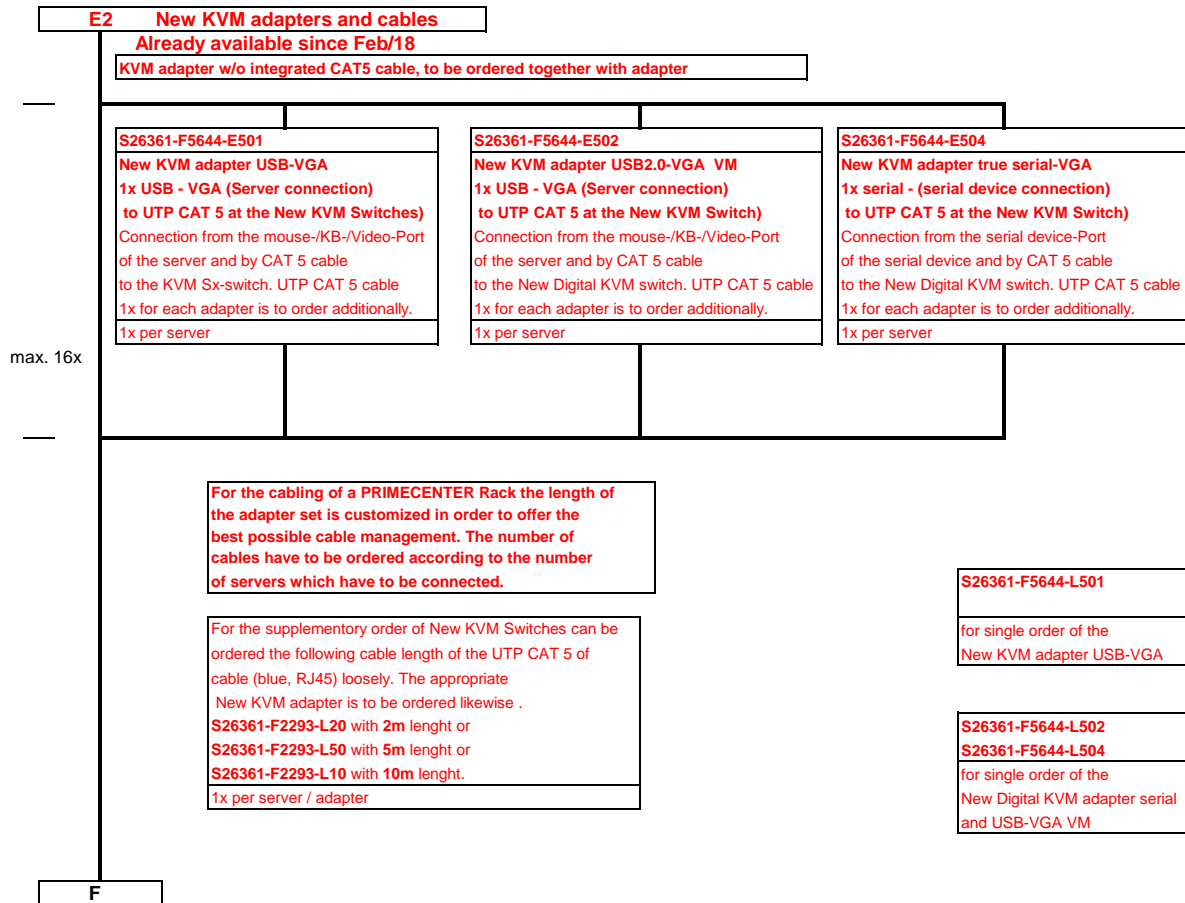 E2 New KVM adapters and cables
Already available since Feb/18
KVM adapter w/o integrated CAT5 cable, to be ordered together with adapter
S26361-F5644-E501
New KVM adapter USB-VGA
1x USB - VGA (Server connection)
to UTP CAT 5 at the New KVM Switches)
Connection from the mouse-/KB-/Video-Port
of the server and by CAT 5 cable
to the KVM Sx-switch. UTP CAT 5 cable
1x for each adapter is to order additionally.
1x per server
S26361-F5644-E502
New KVM adapter USB2.0-VGA VM
1x USB - VGA (Server connection)
to UTP CAT 5 at the New KVM Switch)
Connection from the mouse-/KB-/Video-Port
of the server and by CAT 5 cable
to the New Digital KVM switch. UTP CAT 5 cable
1x for each adapter is to order additionally.
1x per server
S26361-F5644-E504
New KVM adapter true serial-VGA
1x serial - (serial device connection)
to UTP CAT 5 at the New KVM Switch)
Connection from the serial device-Port
of the serial device and by CAT 5 cable
to the New Digital KVM switch. UTP CAT 5 cable
1x for each adapter is to order additionally.
1x per server
max. 16x
For the cabling of a PRIMECENTER Rack the length of
the adapter set is customized in order to offer the
best possible cable management. The number of
cables have to be ordered according to the number
of servers which have to be connected.
S26361-F5644-L501
for single order of the
New KVM adapter USB-VGA
For the supplementory order of New KVM Switches can be
ordered the following cable length of the UTP CAT 5 of
cable (blue, RJ45) loosely. The appropriate
New KVM adapter is to be ordered likewise .
S26361-F2293-L20 with 2m lenght or
S26361-F2293-L50 with 5m lenght or
S26361-F2293-L10 with 10m lenght.
1x per server / adapter
S26361-F5644-L502
S26361-F5644-L504
for single order of the
New Digital KVM adapter serial
and USB-VGA VM
F